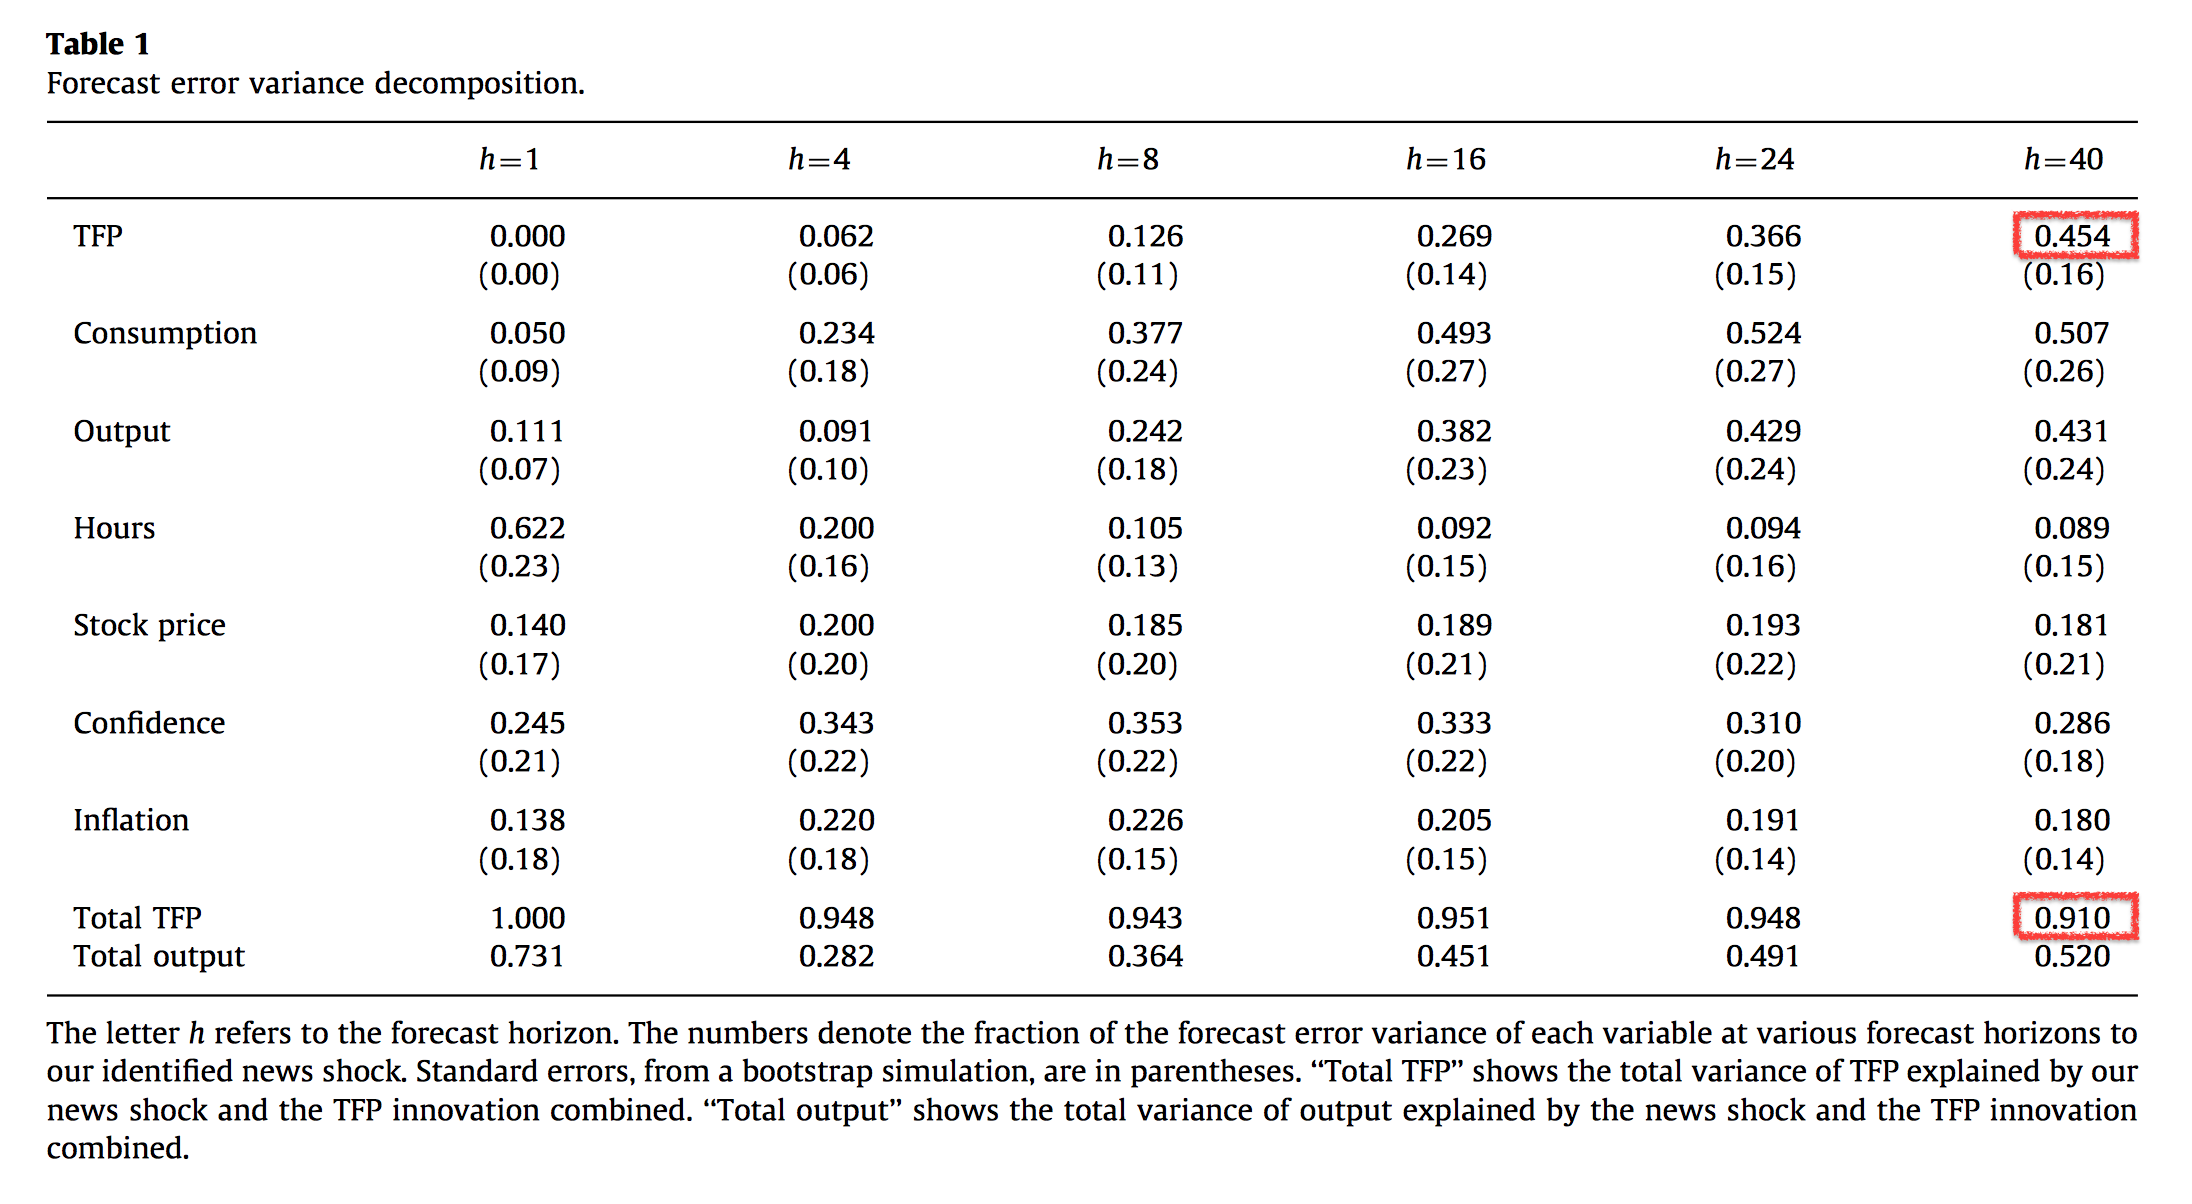 Table 1
Forecast error variance decomposition.
h=1 h=4 h=8 h=16 h=24 h=40
TFP 0.000 0.062 0.126 0.269 0.366 0.454
(0.00) (0.06) (0.11) (0.14) (0.15) (0.16)
Consumption 0.050 0.234 0.377 0.493 0.524 0.507
(0.09) (0.18) (0.24) (0.27) (0.27) (0.26)
Output 0.111 0.091 0.242 0.382 0.429 0.431
(0.07) (0.10) (0.18) (0.23) (0.24) (0.24)
Hours 0.622 0.200 0.105 0.092 0.094 0.089
(0.23) (0.16) (0.13) (0.15) (0.16) (0.15)
Stock price 0.140 0.200 0.185 0.189 0.193 0.181
(0.17) (0.20) (0.20) (0.21) (0.22) (0.21)
Confidence 0.245 0.343 0.353 0.333 0.310 0.286
(0.21) (0.22) (0.22) (0.22) (0.20) (0.18)
Inflation 0.138 0.220 0.226 0.205 0.191 0.180
(0.18) (0.18) (0.15) (0.15) (0.14) (0.14)
Total TFP 1.000 0.948 0.943 0.951 0.948 0.910
Total output 0.731 0.282 0.364 0.451 0.491 0.520
The letter h refers to the forecast horizon. The numbers denote the fraction of the forecast error variance of each variable at various forecast horizons to
our identified news shock. Standard errors, from a bootstrap simulation, are in parentheses. “Total TFP” shows the total variance of TFP explained by our
news shock and the TFP innovation combined. “Total output” shows the total variance of output explained by the news shock and the TFP innovation
combined.